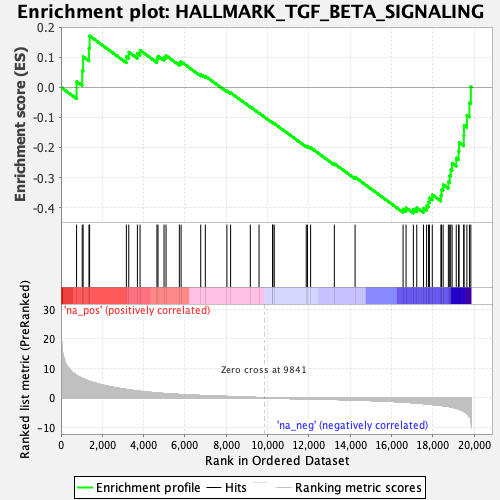 Enrichment plot: HALLMARK_TGF_BETA_SIGNALING
Enrichment score (ES)
0.2
0.1
0.0
-0.1
-0.2
-0.3
-0.4
'na_pos' (positively correlated)
Ranked list metric (PreRanked)
30
20
10
0
-10
Zero cross at 9841
'na_neg' (negatively correlated)
0
2,000
4,000
6,000
8,000
10,000
12,000
14,000
16,000
18,000
20,000
Rank in Ordered Dataset
Enrichment profile
Hits
Ranking metric scores